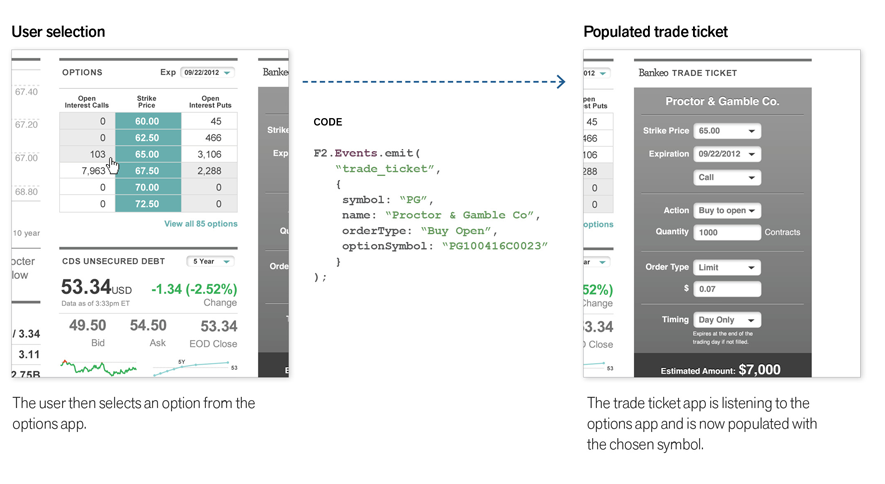 User selection
Populated trade ticket
67.40
67.20
67.00
68.80
10 year
octer
low
/ 3.34
3.11
2.75B
OPTIONS Exp 09/22/2012
Open Interest Calls Strike Price Open Interest Puts
0 60.00 45
0 62.50 466
103 65.00 3,106
7,963 67.50 2,288
0 70.00 0
0 72.50 0
View all 85 options
CDS UNSECURED DEBT 5 Year
53.34USD -1.34 (-2.52%)
Data as of 3:33pm ET Change
49.50 54.50 53.34
Bid Ask EOD Close
5Y
53
Banke
Strike
Exp
Qu
Orde
T
E
CODE
F2.Events.emit(
“trade_ticket”,
{
symbol: “PG”,
name: “Proctor & Gamble Co”,
orderType: “Buy Open”,
optionSymbol: “PG100416C0023”
}
);
012
pen
st Puts
45
466
106
288
0
0
options
ar
52%)
Change
3.34
D Close
53
Bankeo TRADE TICKET
Proctor & Gamble Co.
Strike Price 65.00
Expiration 09/22/2012
Call
Action Buy to open
Quantity 1000 Contracts
Order Type Limit
$ 0.07
Timing Day Only
Expires at the end of the
trading day if not filled.
Estimated Amount: $7,000
The user then selects an option from the
options app.
The trade ticket app is listening to the
options app and is now populated with
the chosen symbol.